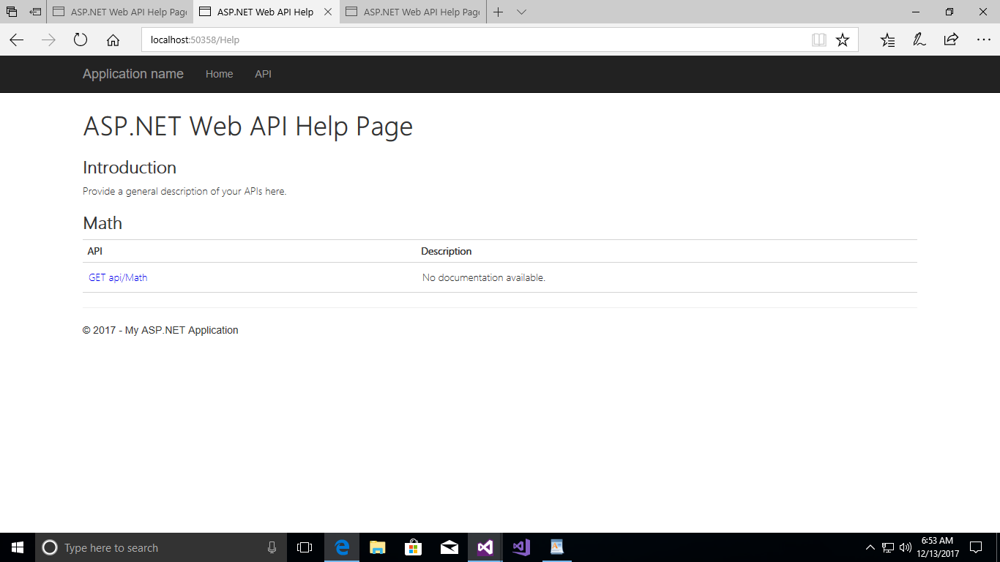 ASP.NET Web API Help Page
ASP.NET Web API Help
ASP.NET Web API Help Page
localhost:50358/Help
Application name Home API
ASP.NET Web API Help Page
Introduction
Provide a general description of your APIs here.
Math
API Description
GET api/Math No documentation available.
© 2017 - My ASP.NET Application
Type here to search
6:53 AM
12/13/2017